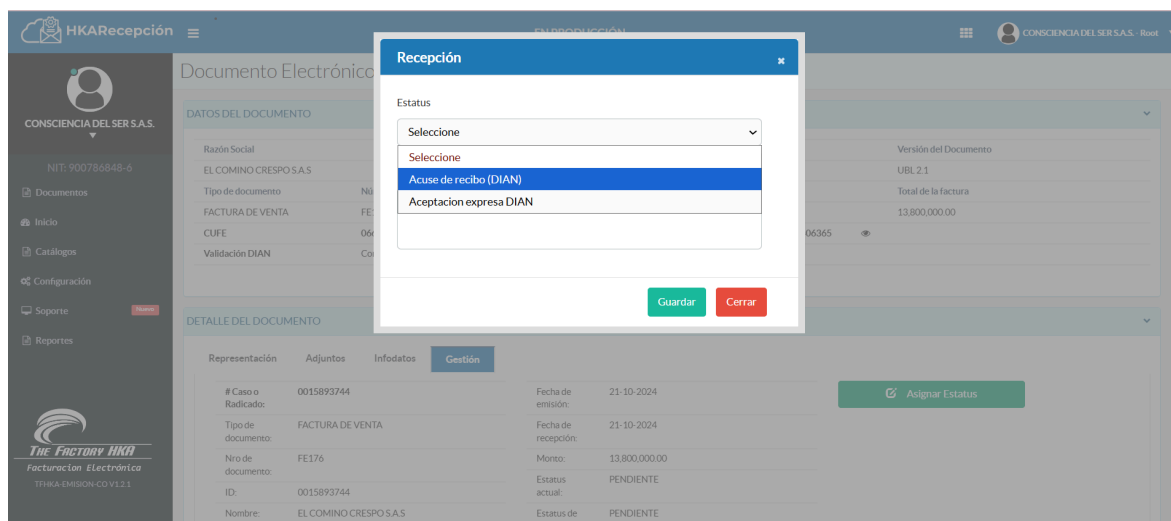 HKARecepción
EN PRODUCCIÓN
CONSCIENCIA DEL SER S.A.S. - Root
CONSCIENCIA DEL SER S.A.S.
NIT: 900786848-6
Documentos
Inicio
Catálogos
Configuración
Soporte
Nuevo
Reportes
THE FACTORY HKA
Facturacion Electrónica
TFHKA-EMISION-CO V1.2.1
Documento Electrónico
DATOS DEL DOCUMENTO
Razón Social
Versión del Documento
EL COMINO CRESPO S.A.S
UBL 2.1
Tipo de documento
Total de la factura
FACTURA DE VENTA
13,800,000.00
CUFE
06365
Validación DIAN
Recepción
Estatus
Seleccione
Seleccione
Acuse de recibo (DIAN)
Aceptacion expresa DIAN
Guardar
Cerrar
DETALLE DEL DOCUMENTO
Representación Adjuntos Infodatos Gestión
# Caso o Radicado: 0015893744
Fecha de emisión: 21-10-2024
Asignar Estatus
Tipo de documento: FACTURA DE VENTA
Fecha de recepción: 21-10-2024
Nro de documento: FE176
Monto: 13,800,000.00
Estatus actual: PENDIENTE
ID: 0015893744
Nombre: EL COMINO CRESPO S.A.S
Estatus de PENDIENTE